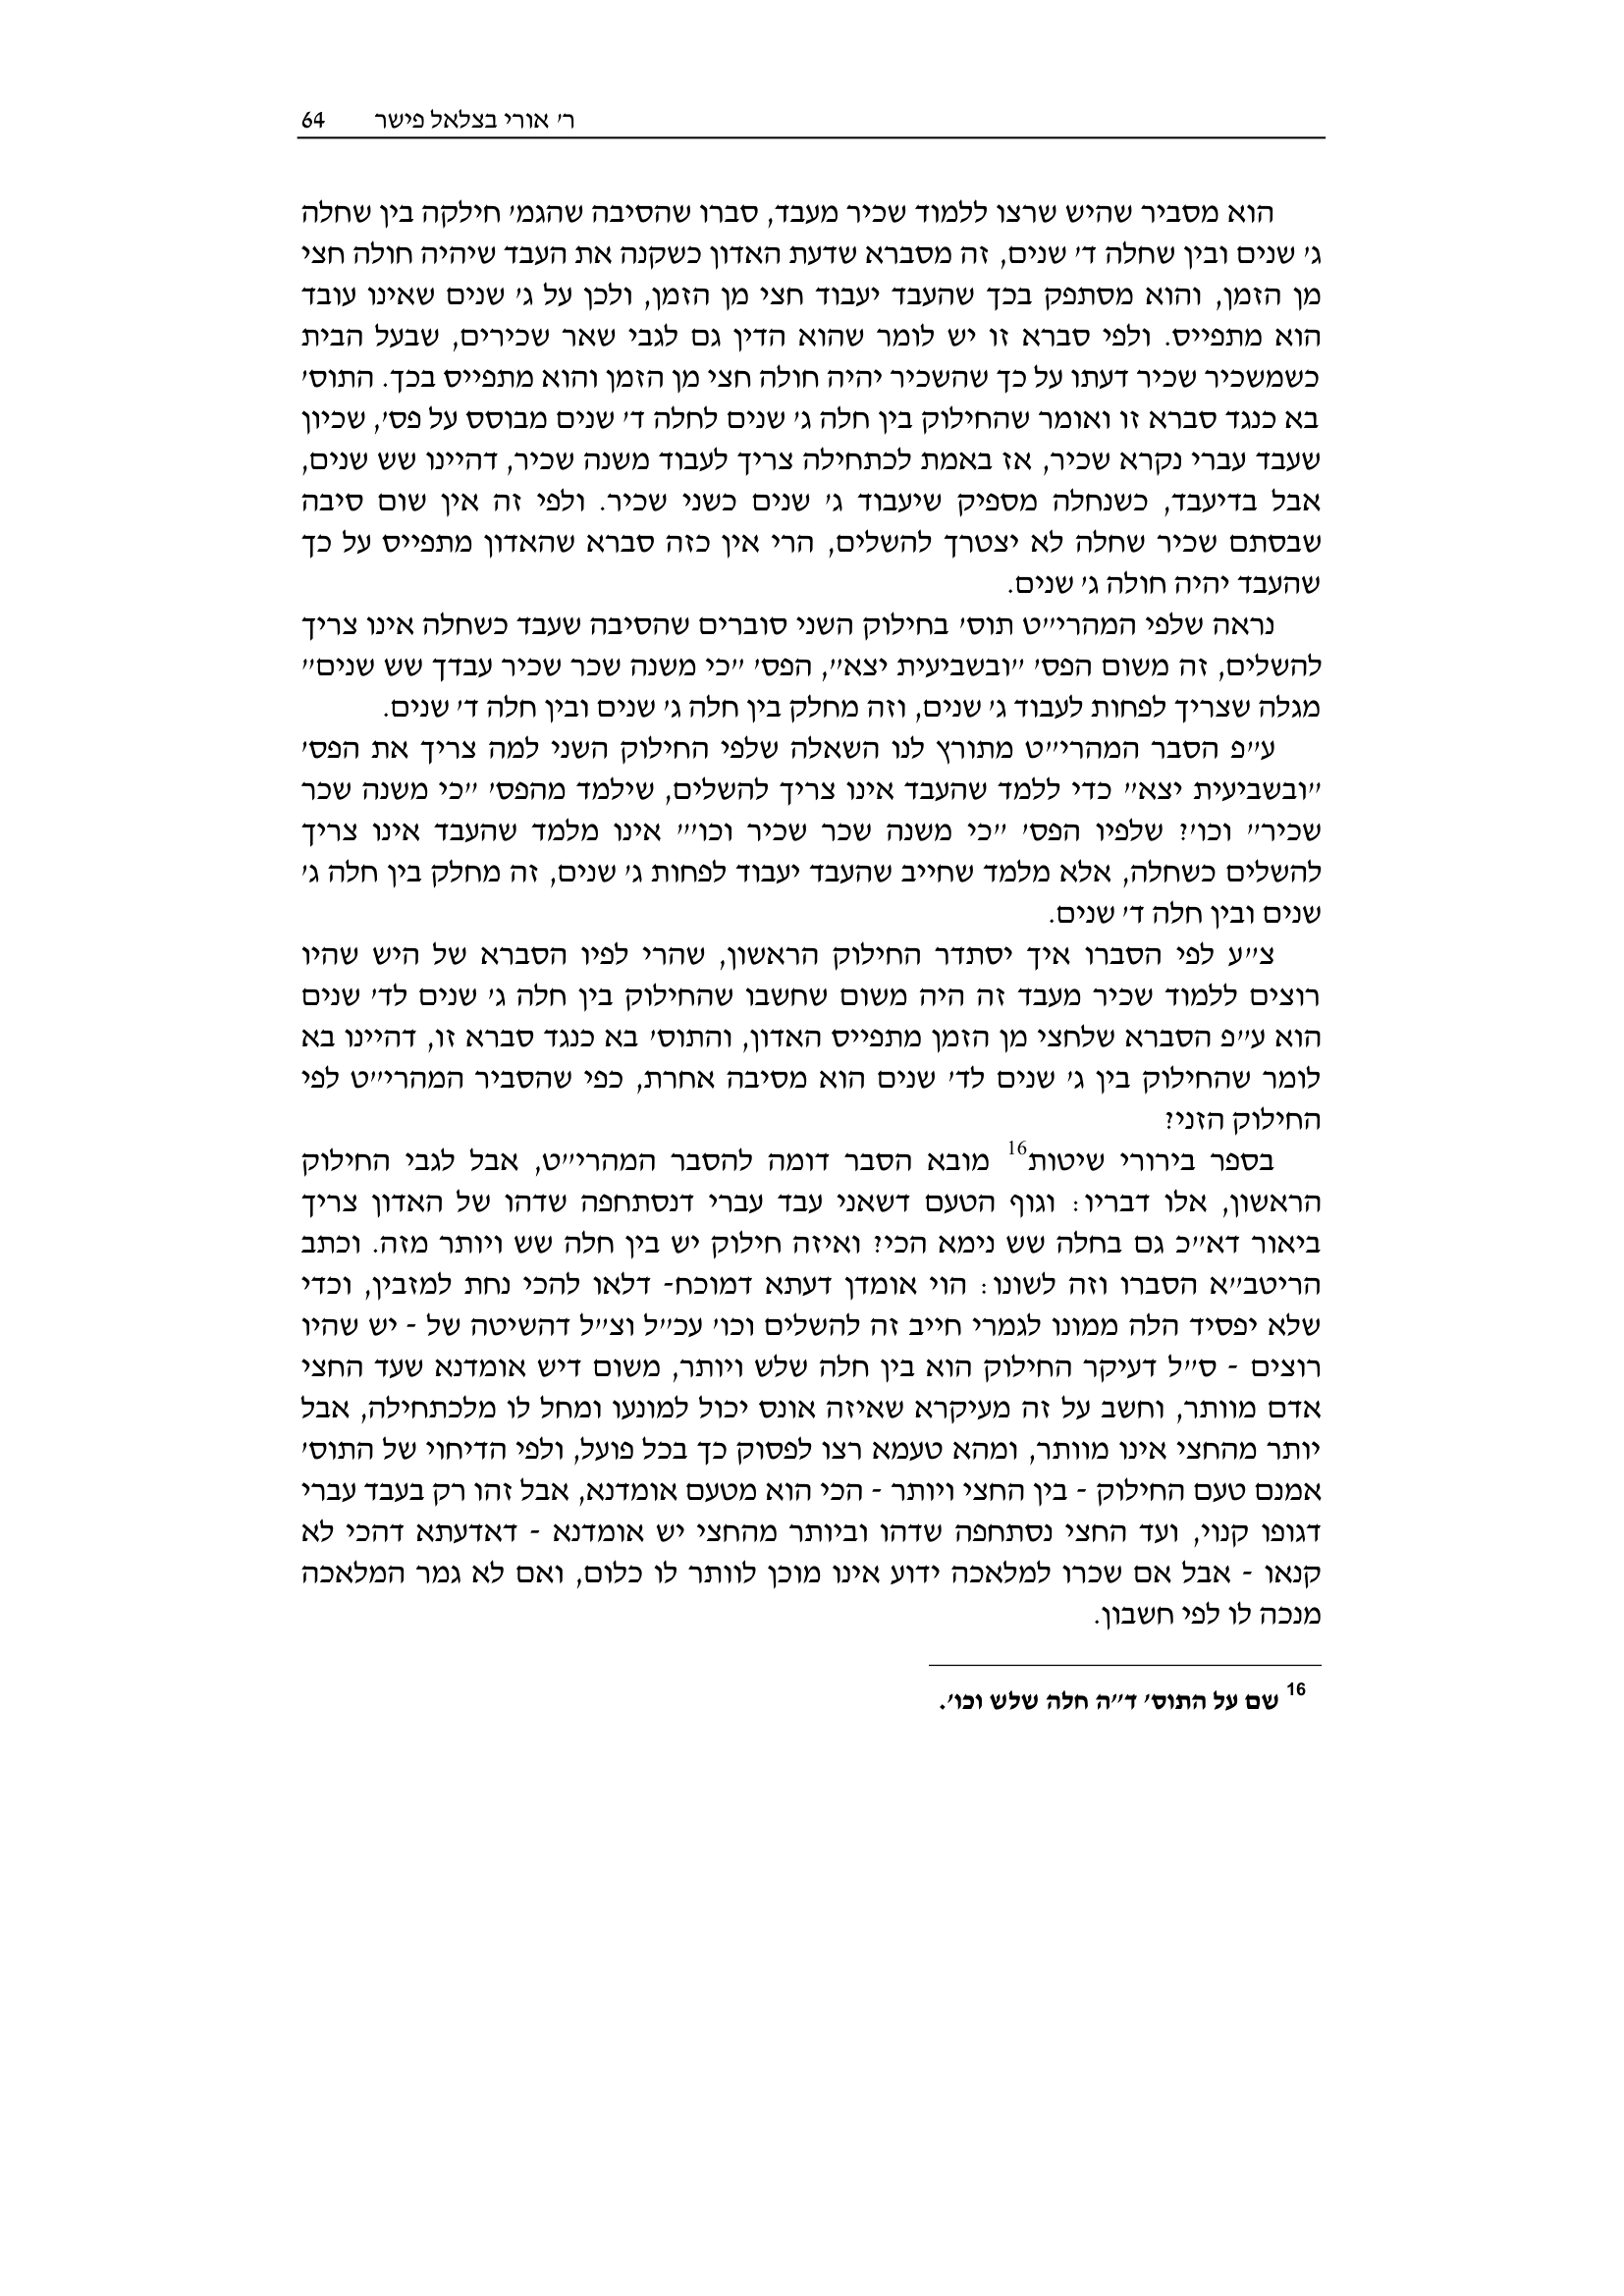 ר' אורי בצלאל פישר 64
הוא מסביר שהיש שרצו ללמוד שכיר מעבד, סברו שהסיבה שהגמ' חילקה בין שחלה
ג' שנים ובין שחלה ד' שנים, זה מסברא שדעת האדון כשקנה את העבד שיהיה חולה חצי
מן הזמן, והוא מסתפק בכך שהעבד יעבוד חצי מן הזמן, ולכן על ג' שנים שאינו עובד
הוא מתפייס. ולפי סברא זו יש לומר שהוא הדין גם לגבי שאר שכירים, שבעל הבית
כשמשכיר שכיר דעתו על כך שהשכיר יהיה חולה חצי מן הזמן והוא מתפייס בכך. התוס'
בא כנגד סברא זו ואומר שהחילוק בין חלה ג' שנים לחלה ד' שנים מבוסס על פס', שכיון
שעבד עברי נקרא שכיר, אז באמת לכתחילה צריך לעבוד משנה שכיר, דהיינו שש שנים,
אבל בדיעבד, כשנחלה מספיק שיעבוד ג' שנים כשני שכיר. ולפי זה אין שום סיבה
שבסתם שכיר שחלה לא יצטרך להשלים, הרי אין כזה סברא שהאדון מתפייס על כך
שהעבד יהיה חולה ג' שנים.
נראה שלפי המהרי"ט תוס' בחילוק השני סוברים שהסיבה שעבד כשחלה אינו צריך
להשלים, זה משום הפס' "ובשביעית יצא", הפס' "כי משנה שכר שכיר עבדך שש שנים"
מגלה שצריך לפחות לעבוד ג' שנים, וזה מחלק בין חלה ג' שנים ובין חלה ד' שנים.
ע"פ הסבר המהרי"ט מתורץ לנו השאלה שלפי החילוק השני למה צריך את הפס'
"ובשביעית יצא" כדי ללמד שהעבד אינו צריך להשלים, שילמד מהפס' "כי משנה שכר
שכיר" וכו'? שלפיו הפס' "כי משנה שכר שכיר וכו'" אינו מלמד שהעבד אינו צריך
להשלים כשחלה, אלא מלמד שחייב שהעבד יעבוד לפחות ג' שנים, זה מחלק בין חלה ג'
שנים ובין חלה ד' שנים.
צ"ע לפי הסברו איך יסתדר החילוק הראשון, שהרי לפיו הסברא של היש שהיו
רוצים ללמוד שכיר מעבד זה היה משום שחשבו שהחילוק בין חלה ג' שנים לד' שנים
הוא ע"פ הסברא שלחצי מן הזמן מתפייס האדון, והתוס' בא כנגד סברא זו, דהיינו בא
לומר שהחילוק בין ג' שנים לד' שנים הוא מסיבה אחרת, כפי שהסביר המהרי"ט לפי
החילוק הזני?
בספר בירורי שיטות16 מובא הסבר דומה להסבר המהרי"ט, אבל לגבי החילוק
הראשון, אלו דבריו: וגוף הטעם דשאני עבד עברי דנסתחפה שדהו של האדון צריך
ביאור דא"כ גם בחלה שש נימא הכי? ואיזה חילוק יש בין חלה שש ויותר מזה. וכתב
הריטב"א הסברו וזה לשונו: הוי אומדן דעתא דמוכח- דלאו להכי נחת למזבין, וכדי
שלא יפסיד הלה ממונו לגמרי חייב זה להשלים וכו' עכ"ל וצ"ל דהשיטה של - יש שהיו
רוצים - ס"ל דעיקר החילוק הוא בין חלה שלש ויותר, משום דיש אומדנא שעד החצי
אדם מוותר, וחשב על זה מעיקרא שאיזה אונס יכול למונעו ומחל לו מלכתחילה, אבל
יותר מהחצי אינו מוותר, ומהא טעמא רצו לפסוק כך בכל פועל, ולפי הדיחוי של התוס'
אמנם טעם החילוק - בין החצי ויותר - הכי הוא מטעם אומדנא, אבל זהו רק בעבד עברי
דגופו קנוי, ועד החצי נסתחפה שדהו וביותר מהחצי יש אומדנא - דאדעתא דהכי לא
קנאו - אבל אם שכרו למלאכה ידוע אינו מוכן לוותר לו כלום, ואם לא גמר המלאכה
מנכה לו לפי חשבון.
16 שם על התוס' ד"ה חלה שלש וכו'.